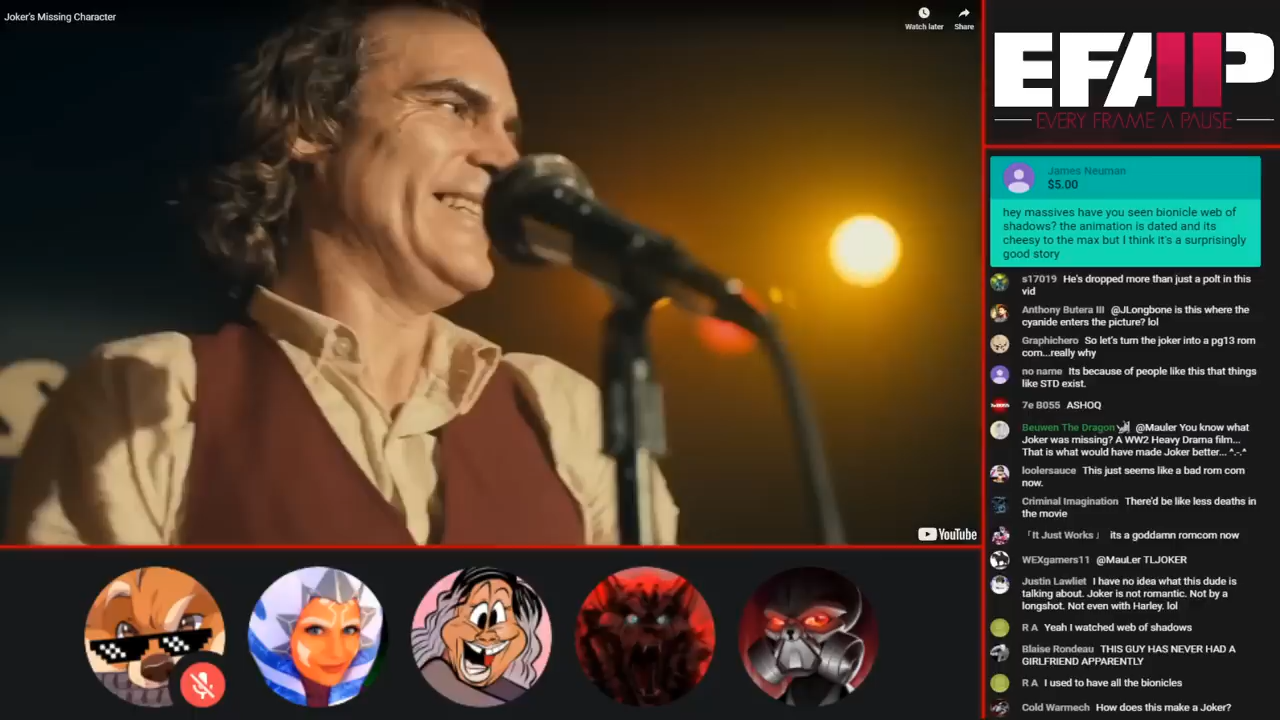 Joker's Missing Character
Watch later
Share
S
YouTube
EFAP
EVERY FRAME A PAUSE
James Neuman
$5.00
hey massives have you seen bionicle web of
shadows? the animation is dated and its
cheesy to the max but I think it's a surprisingly
good story
s17019 He's dropped more than just a polt in this
vid
Anthony Butera III @JLongbone is this where the
cyanide enters the picture? lol
Graphichero So let's turn the joker into a pg13 rom
com...really why
no name Its because of people like this that things
like STD exist.
7e B055 ASHOQ
Beuwen The Dragon @Mauler You know what
Joker was missing? A WW2 Heavy Drama film...
That is what would have made Joker better... ^.-.^
loolersauce This just seems like a bad rom com
now.
Criminal Imagination There'd be like less deaths in
the movie
「It Just Works」 its a goddamn romcom now
WEXgamers11 @MauLer TLJOKER
Justin Lawliet I have no idea what this dude is
talking about. Joker is not romantic. Not by a
longshot. Not even with Harley. lol
R A Yeah I watched web of shadows
Blaise Rondeau THIS GUY HAS NEVER HAD A
GIRLFRIEND APPARENTLY
R A I used to have all the bionicles
Cold Warmech How does this make a Joker?